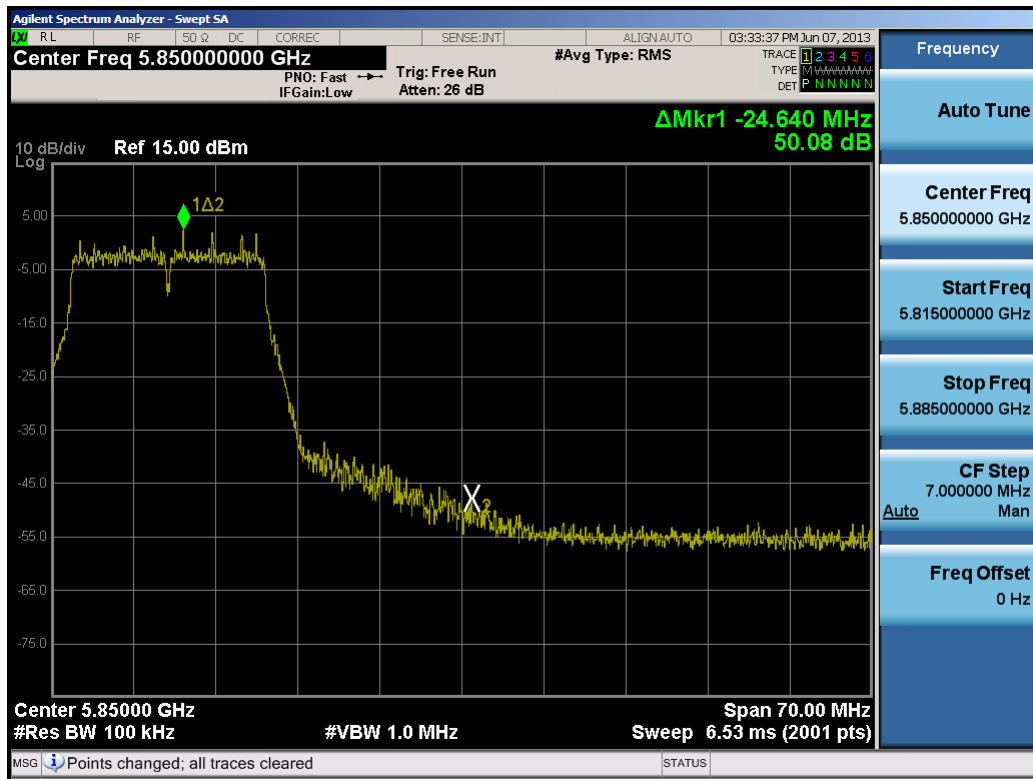 Agilent Spectrum Analyzer - Swept SA
LXI RL RF 50 Ω DC CORREC SENSE:INT ALIGN AUTO 03:33:37 PM Jun 07, 2013
Center Freq 5.850000000 GHz
PNO: Fast
IFGain:Low
Trig: Free Run
Atten: 26 dB
#Avg Type: RMS
TRACE 1 2 3 4 5 6
TYPE M W W W W W
DET P N N N N N
ΔMkr1 -24.640 MHz
50.08 dB
10 dB/div Ref 15.00 dBm
Log
1Δ2
5.00
-5.00
-15.0
-25.0
-35.0
-45.0
X2
-55.0
-65.0
-75.0
Center 5.85000 GHz Span 70.00 MHz
#Res BW 100 kHz #VBW 1.0 MHz Sweep 6.53 ms (2001 pts)
MSG Points changed; all traces cleared STATUS
Frequency
Auto Tune
Center Freq
5.850000000 GHz
Start Freq
5.815000000 GHz
Stop Freq
5.885000000 GHz
CF Step
7.000000 MHz
Auto Man
Freq Offset
0 Hz